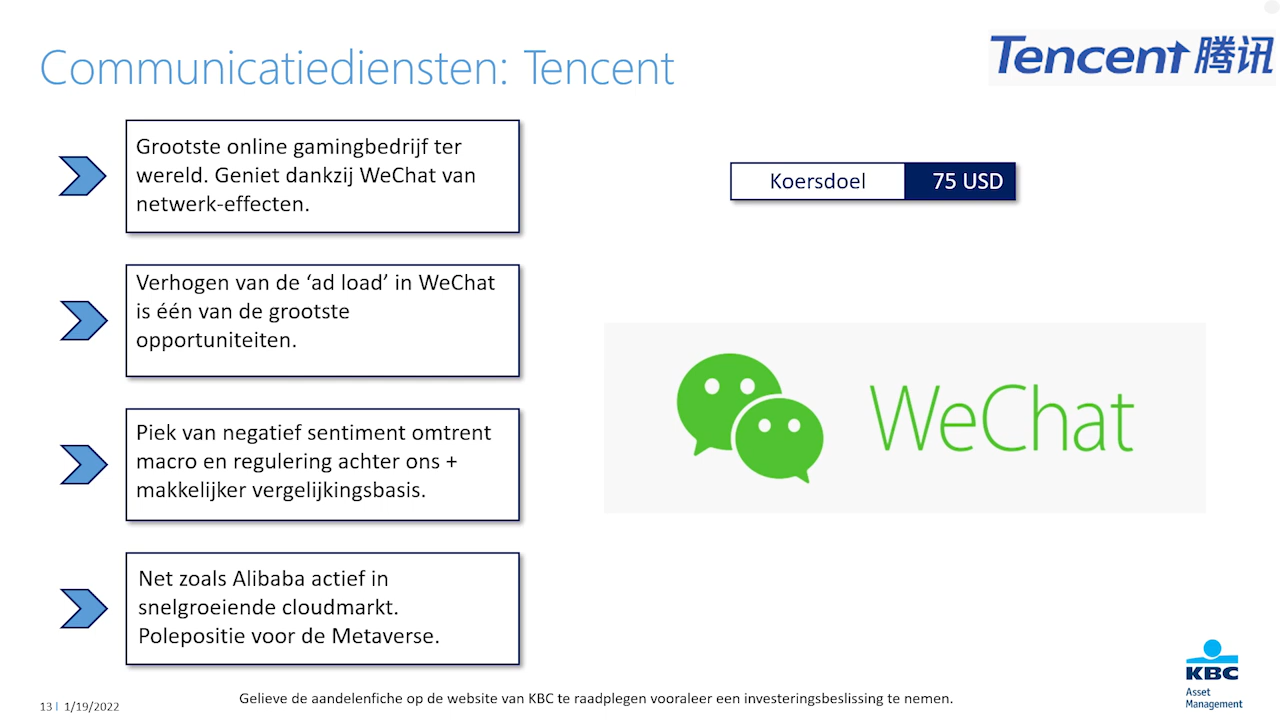 Communicatiediensten: Tencent
Tencent 腾讯
Grootste online gamingbedrijf ter
wereld. Geniet dankzij WeChat van
netwerk-effecten.
Koersdoel 75 USD
Verhogen van de ‘ad load’ in WeChat
is één van de grootste
opportuniteiten.
WeChat
Piek van negatief sentiment omtrent
macro en regulering achter ons +
makkelijker vergelijkingsbasis.
Net zoals Alibaba actief in
snelgroeiende cloudmarkt.
Polepositie voor de Metaverse.
KBC
Asset
Management
Gelieve de aandelenfiche op de website van KBC te raadplegen vooraleer een investeringsbeslissing te nemen.
13 | 1/19/2022